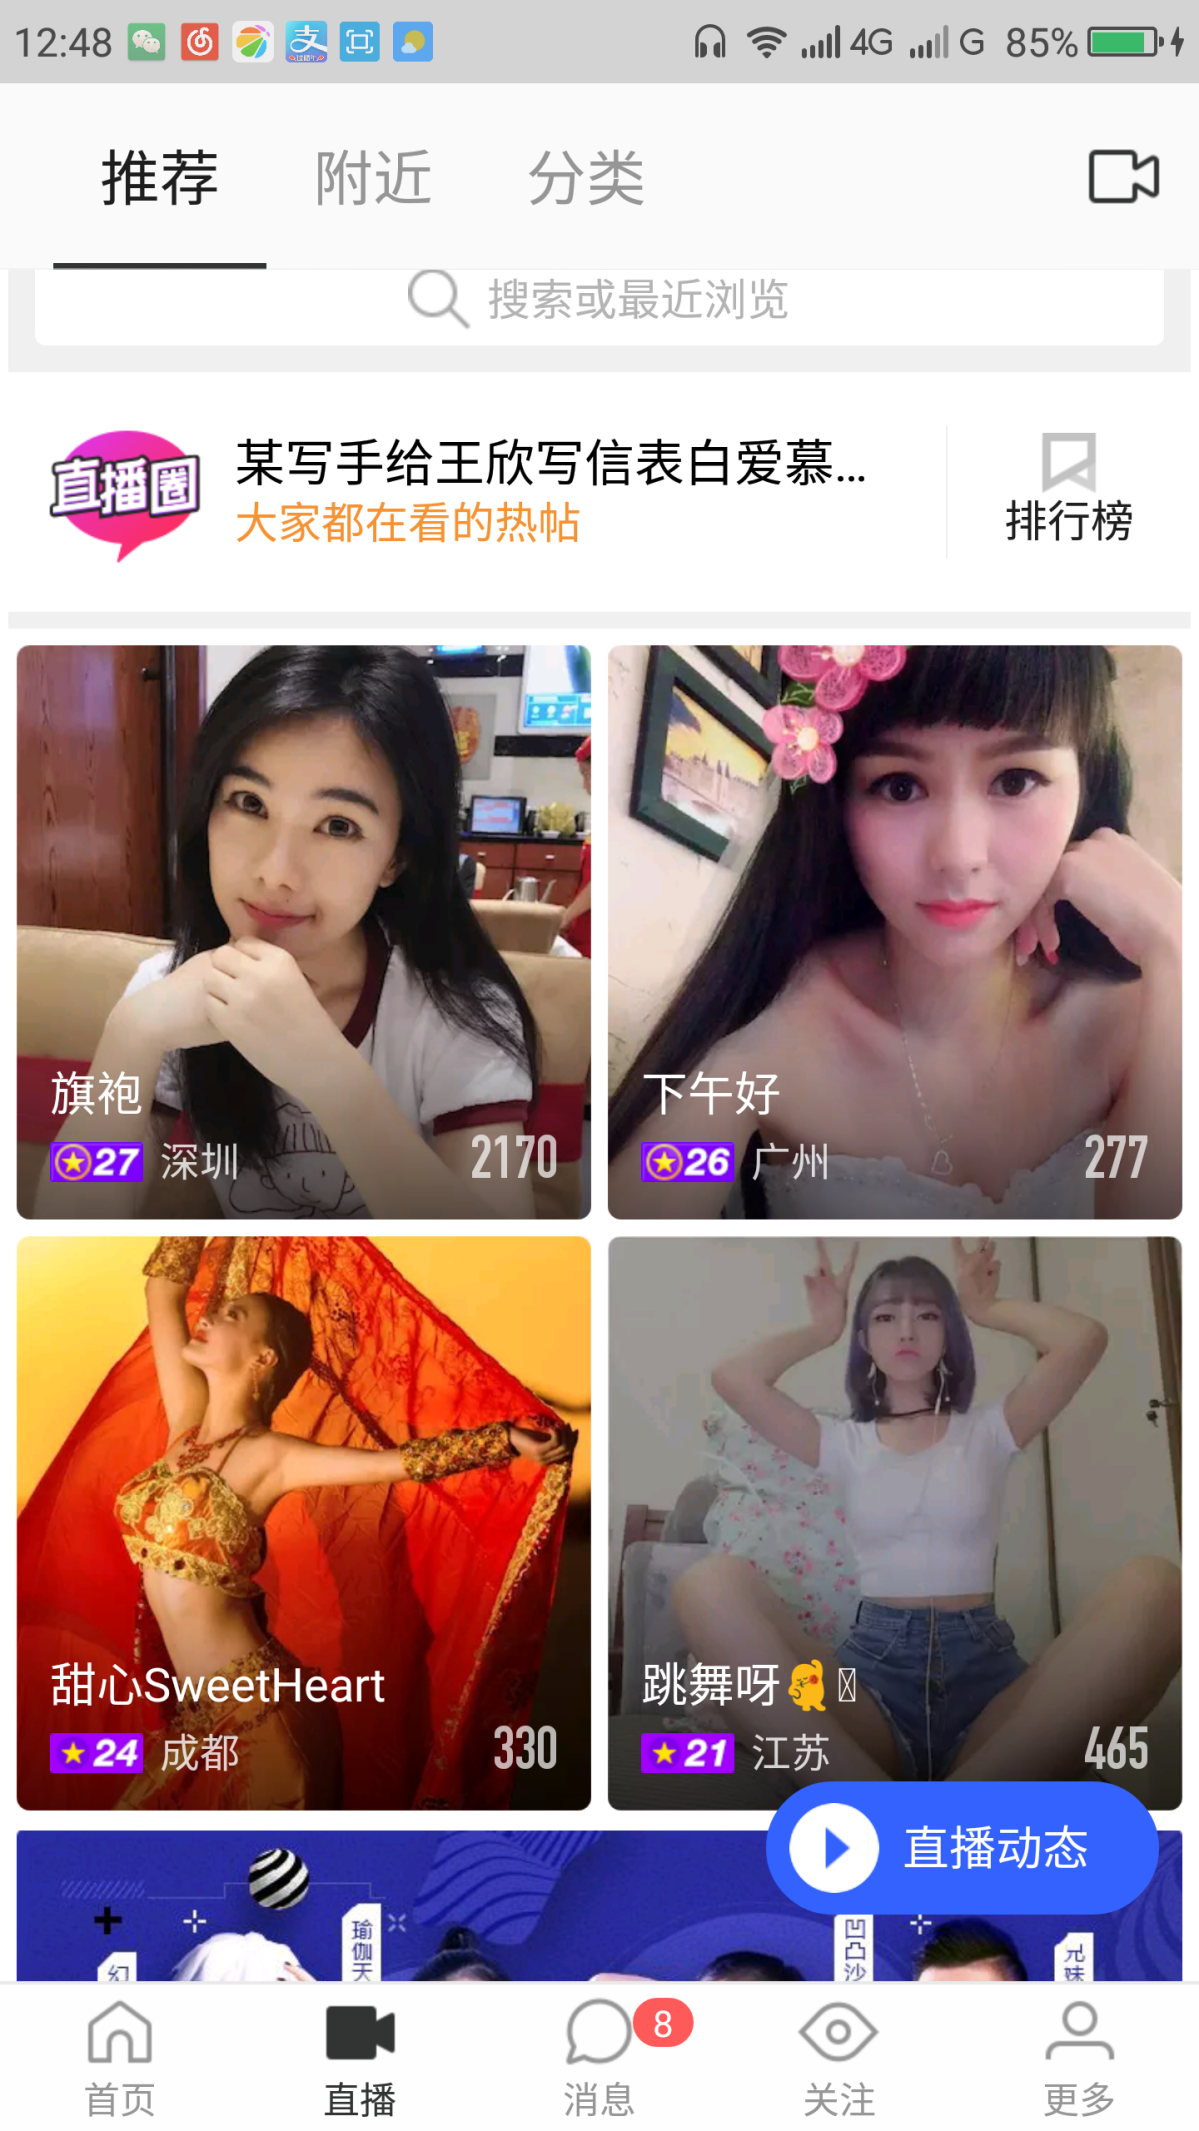 12:48
4G
G
85%
推荐
附近
分类
搜索或最近浏览
直播圈
某写手给王欣写信表白爱慕...
大家都在看的热帖
排行榜
旗袍
27 深圳
2170
下午好
26 广州
277
甜心SweetHeart
24 成都
330
跳舞呀
21 江苏
465
直播动态
幻
瑜伽天
凹凸沙
兄妹
8
首页
直播
消息
关注
更多